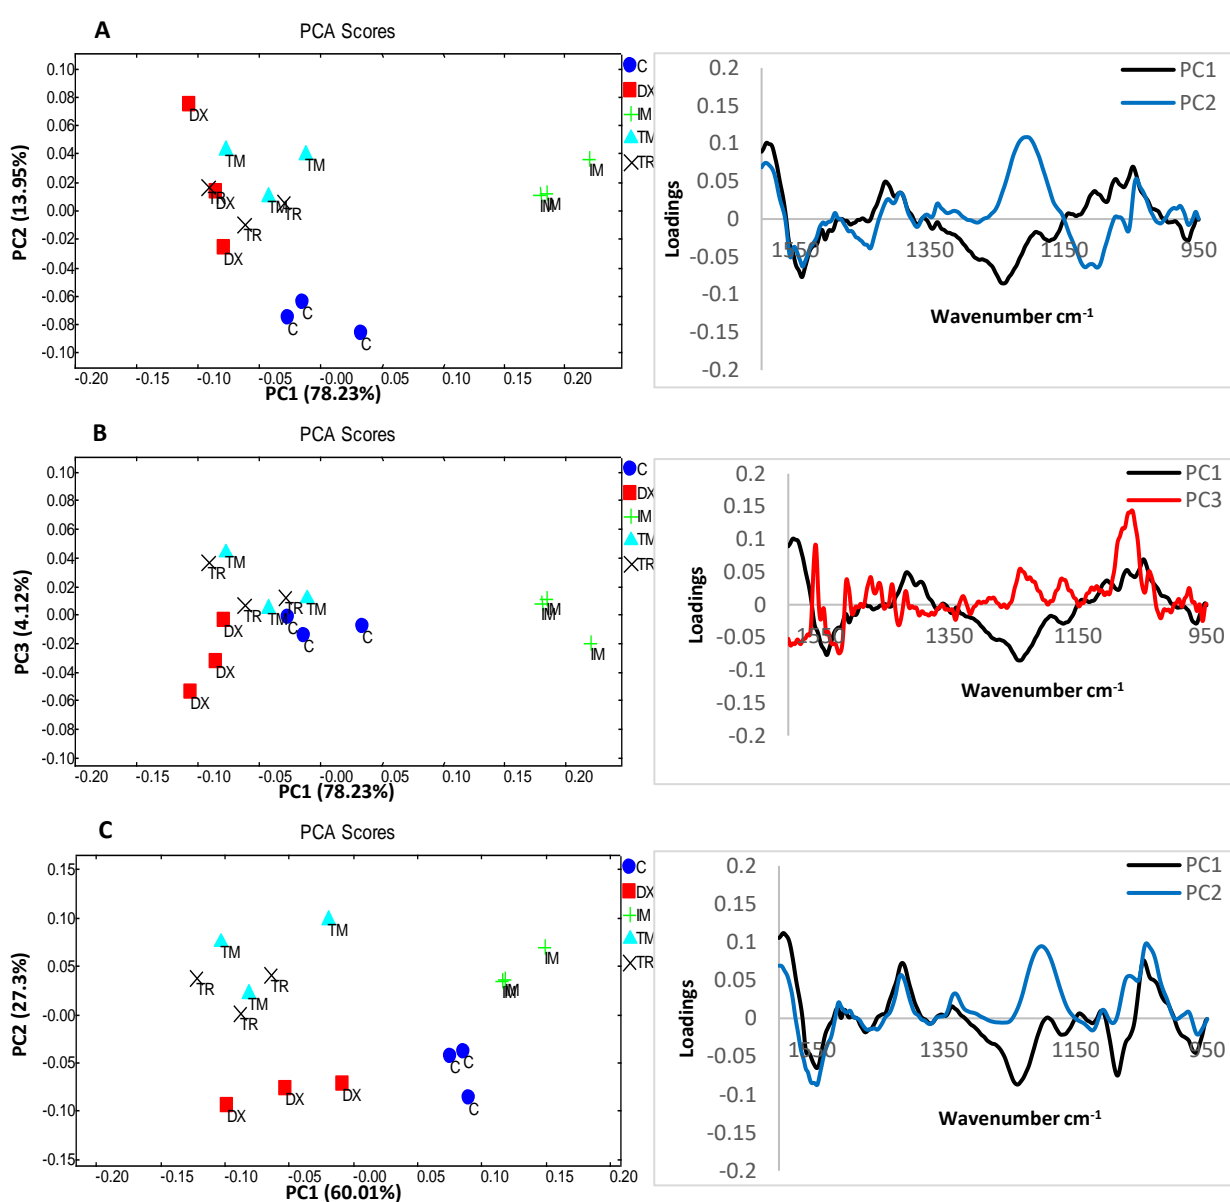 A
PCA Scores
PC2 (13.95%)
0.10
0.08
0.06
0.04
0.02
0.00
-0.02
-0.04
-0.06
-0.08
-0.10
DX
TM
TM
TR
DX
TM
TR
TR
DX
C
C
C
IM
IM
IM
-0.20 -0.15 -0.10 -0.05 -0.00 0.05 0.10 0.15 0.20
PC1 (78.23%)
C
DX
IM
TM
TR
Loadings
0.2
0.15
0.1
0.05
0
-0.05
-0.1
-0.15
-0.2
1550 1350 1150 950
Wavenumber cm-1
PC1
PC2
B
PCA Scores
PC3 (4.12%)
0.10
0.08
0.06
0.04
0.02
0.00
-0.02
-0.04
-0.06
-0.08
-0.10
TM
TR
TR
TR
TM
TM
DX
C
C
C
DX
DX
IM
IM
IM
-0.20 -0.15 -0.10 -0.05 -0.00 0.05 0.10 0.15 0.20
PC1 (78.23%)
C
DX
IM
TM
TR
Loadings
0.2
0.15
0.1
0.05
0
-0.05
-0.1
-0.15
-0.2
1550 1350 1150 950
Wavenumber cm-1
PC1
PC3
C
PCA Scores
PC2 (27.3%)
0.15
0.10
0.05
-0.00
-0.05
-0.10
-0.15
TM
TM
TR
TR
TM
TR
IM
IM
IM
C
C
C
DX
DX
DX
-0.20 -0.15 -0.10 -0.05 -0.00 0.05 0.10 0.15 0.20
PC1 (60.01%)
C
DX
IM
TM
TR
Loadings
0.2
0.15
0.1
0.05
0
-0.05
-0.1
-0.15
-0.2
1550 1350 1150 950
Wavenumber cm-1
PC1
PC2